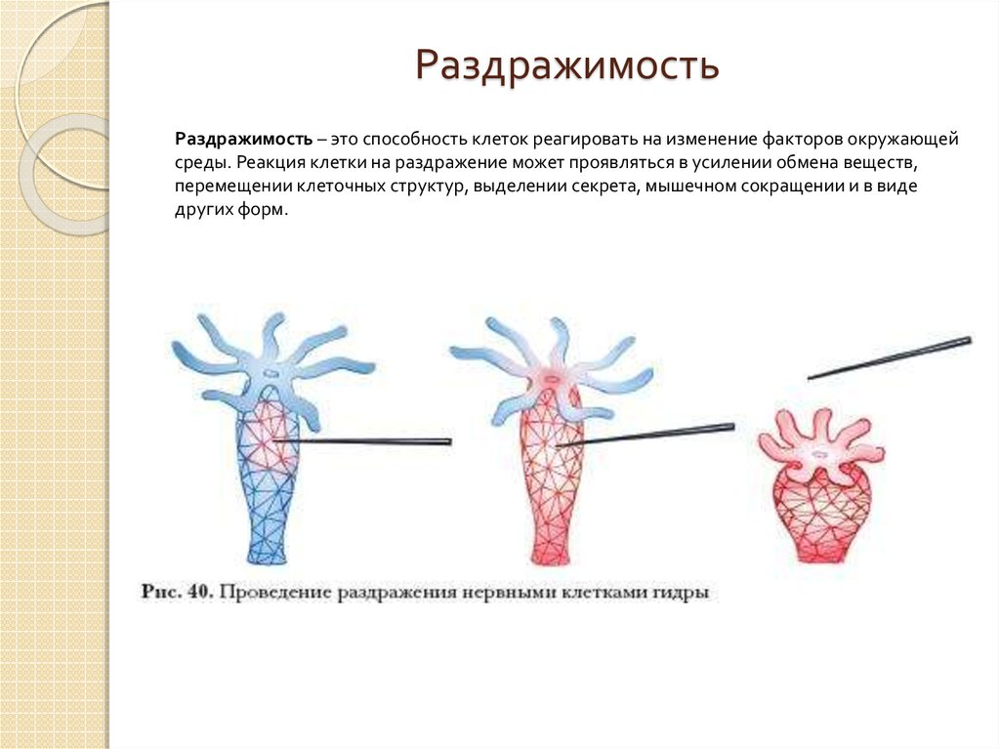 Раздражимость
Раздражимость – это способность клеток реагировать на изменение факторов окружающей
среды. Реакция клетки на раздражение может проявляться в усилении обмена веществ,
перемещении клеточных структур, выделении секрета, мышечном сокращении и в виде
других форм.
Рис. 40. Проведение раздражения нервными клетками гидры